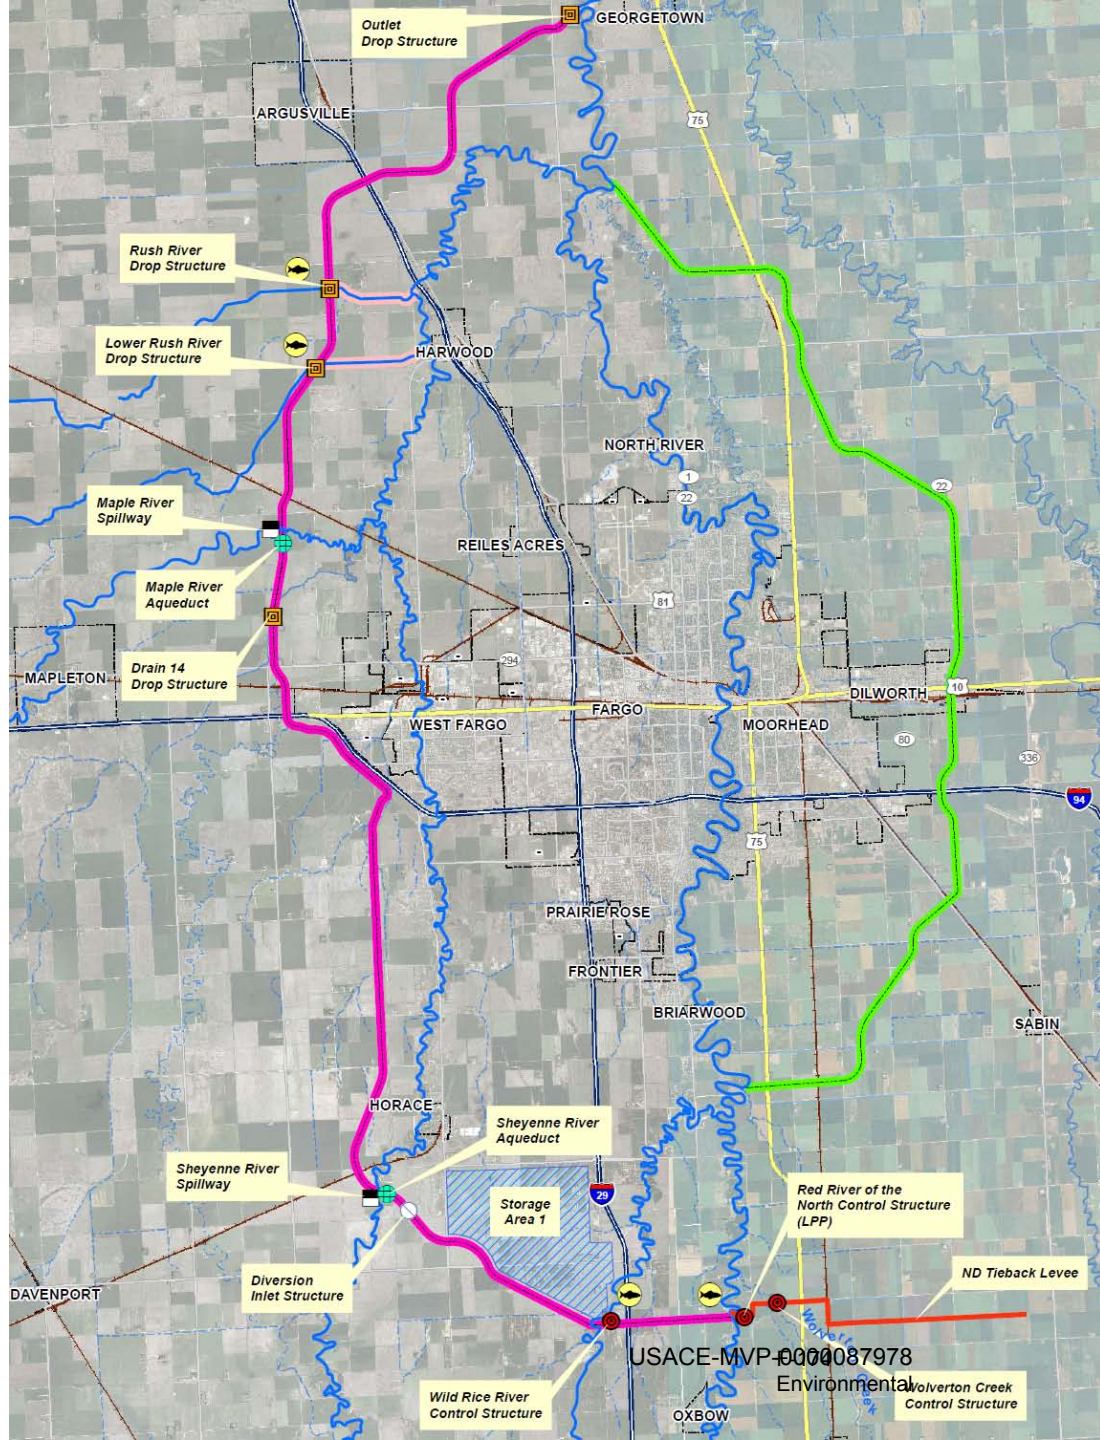 Outlet
Drop Structure
GEORGETOWN
ARGUSVILLE
75
Rush River
Drop Structure
Lower Rush River
Drop Structure
HARWOOD
NORTH RIVER
1
22
22
Maple River
Spillway
REILES ACRES
Maple River
Aqueduct
81
Drain 14
Drop Structure
294
MAPLETON
10
DILWORTH
FARGO
WEST FARGO
MOORHEAD
80
336
94
75
PRAIRIE ROSE
FRONTIER
BRIARWOOD
SABIN
HORACE
Sheyenne River
Aqueduct
Sheyenne River
Spillway
Storage
Area 1
29
Red River of the
North Control Structure
(LPP)
Diversion
Inlet Structure
ND Tieback Levee
DAVENPORT
Creek
USACE-MVP-0000087978
Environmental
Wild Rice River
Control Structure
Wolverton Creek
Control Structure
OXBOW